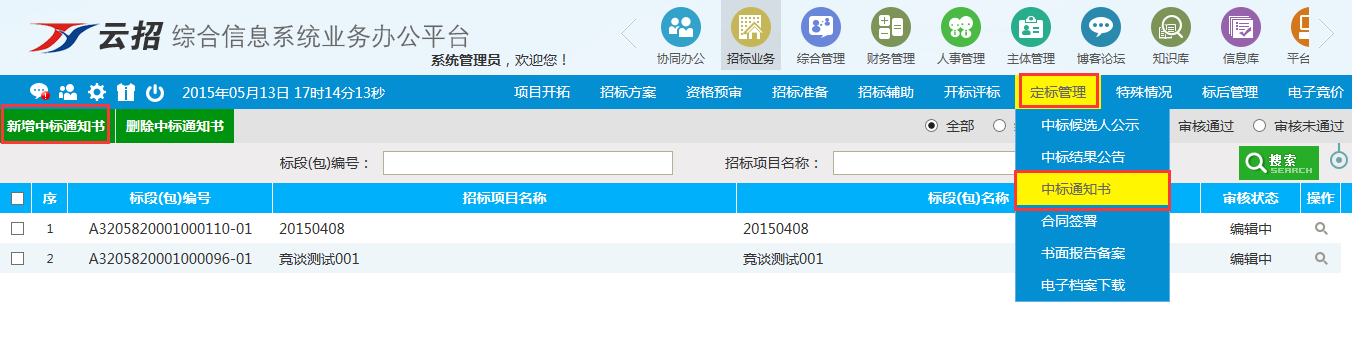 云招 综合信息系统业务办公平台
系统管理员，欢迎您！
协同办公 招标业务 综合管理 财务管理 人事管理 主体管理 博客论坛 知识库 信息库 平台
2015年05月13日 17时14分13秒 项目开拓 招标方案 资格预审 招标准备 招标辅助 开标评标 定标管理 特殊情况 标后管理 电子竞价
新增中标通知书 删除中标通知书 全部 审核通过 审核未通过
中标候选人公示
中标结果公告
中标通知书
合同签署
书面报告备案
电子档案下载
标段(包)编号： 招标项目名称： 搜索 SEARCH
序 标段(包)编号 招标项目名称 标段(包)名称 审核状态 操作
1 A3205820001000110-01 20150408 20150408 编辑中
2 A3205820001000096-01 竞谈测试001 竞谈测试001 编辑中